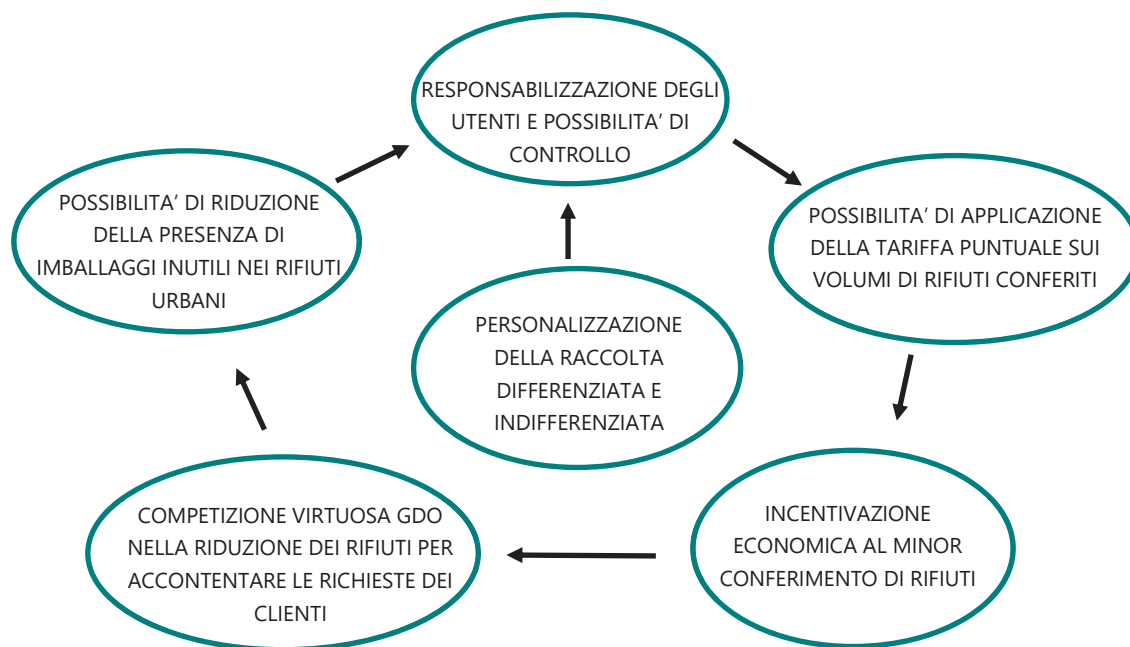 RESPONSABILIZZAZIONE DEGLI
UTENTI E POSSIBILITA’ DI
CONTROLLO
POSSIBILITA’ DI RIDUZIONE
DELLA PRESENZA DI
IMBALLAGGI INUTILI NEI RIFIUTI
URBANI
POSSIBILITA’ DI APPLICAZIONE
DELLA TARIFFA PUNTUALE SUI
VOLUMI DI RIFIUTI CONFERITI
PERSONALIZZAZIONE
DELLA RACCOLTA
DIFFERENZIATA E
INDIFFERENZIATA
COMPETIZIONE VIRTUOSA GDO
NELLA RIDUZIONE DEI RIFIUTI PER
ACCONTENTARE LE RICHIESTE DEI
CLIENTI
INCENTIVAZIONE
ECONOMICA AL MINOR
CONFERIMENTO DI RIFIUTI